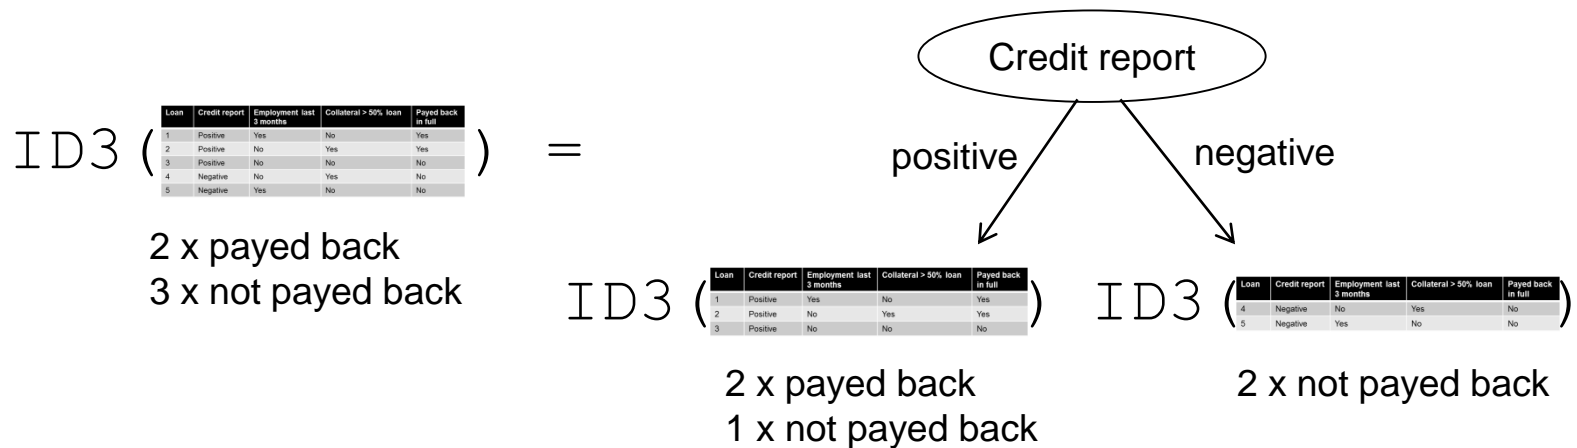 Credit report
positive
negative
ID3(
Loan Credit report Employment last 3 months Collateral > 50% loan Payed back in full
1 Positive Yes No Yes
2 Positive No Yes Yes
3 Positive No No No
4 Negative No Yes No
5 Negative Yes No No
) =
2 x payed back
3 x not payed back
ID3(
Loan Credit report Employment last 3 months Collateral > 50% loan Payed back in full
1 Positive Yes No Yes
2 Positive No Yes Yes
3 Positive No No No
)
2 x payed back
1 x not payed back
ID3(
Loan Credit report Employment last 3 months Collateral > 50% loan Payed back in full
4 Negative No Yes No
5 Negative Yes No No
)
2 x not payed back